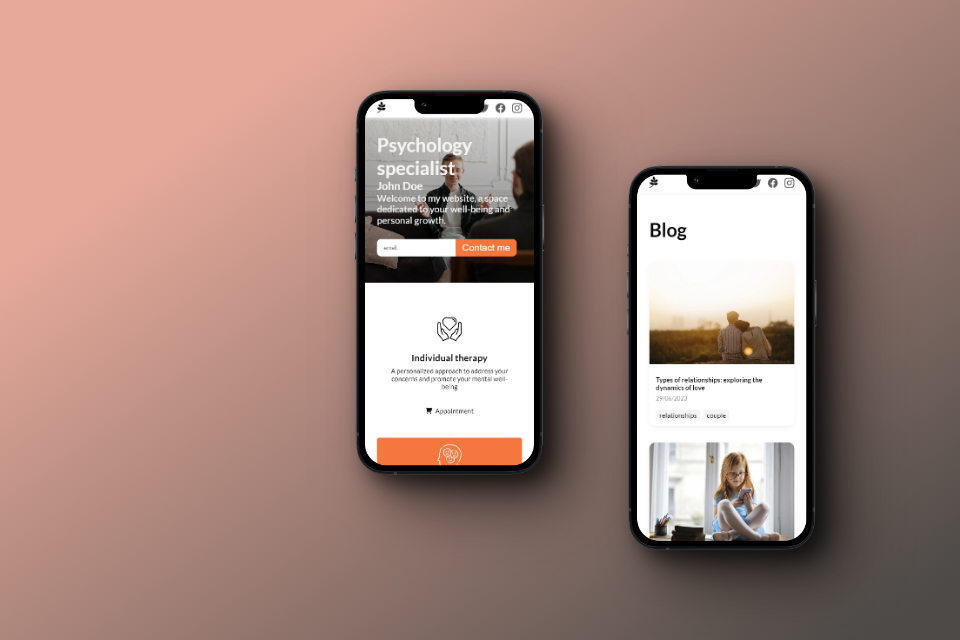 Psychology
specialist
John Doe
Welcome to my website, a space
dedicated to your well-being and
personal growth.
email
Contact me
Individual therapy
A personalized approach to address your
concerns and promote your mental well-
being
Appointment
Blog
Types of relationships: exploring the
dynamics of love
29/06/2023
relationships couple